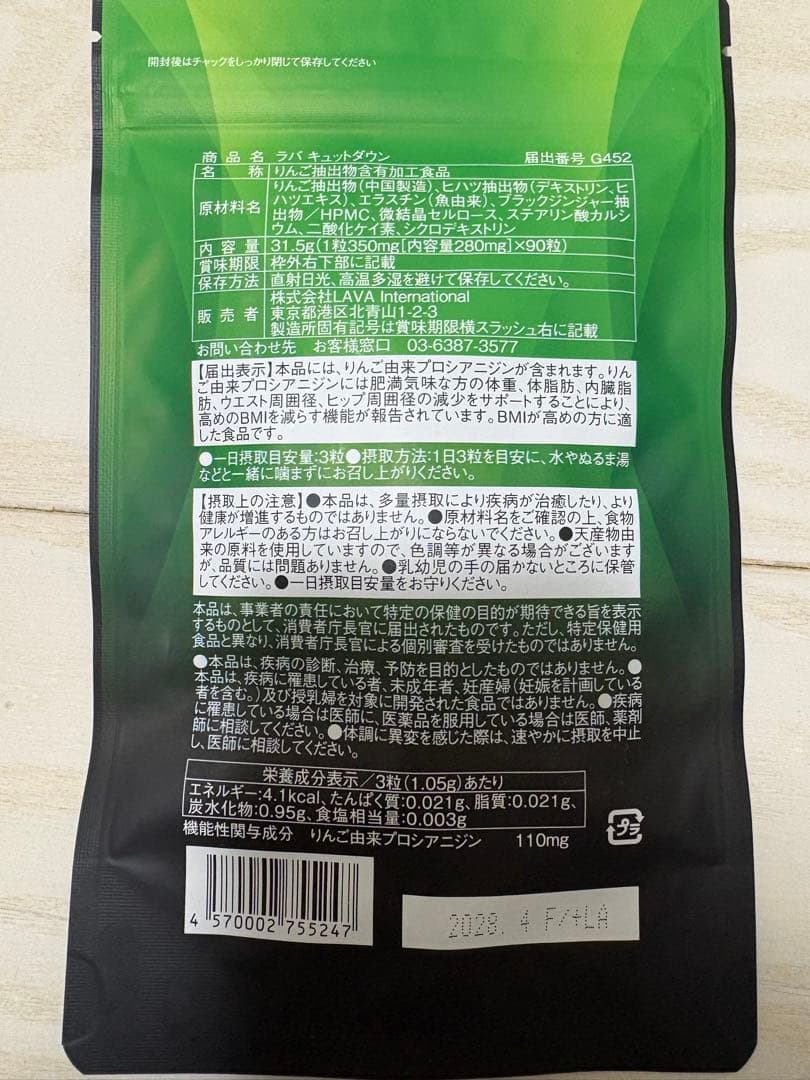 開封後はチャックをしっかり閉じて保存してください
商品名 ラバ キュットダウン 届出番号 G452
名称 りんご抽出物含有加工食品
原材料名 りんご抽出物(中国製造)、ヒハツ抽出物(デキストリン、ヒ
ハツエキス)、エラスチン(魚由来)、ブラックジンジャー抽
出物/HPMC、微結晶セルロース、ステアリン酸カルシ
ウム、二酸化ケイ素、シクロデキストリン
内容量 31.5g(1粒350mg[内容量280mg]×90粒)
賞味期限 枠外右下部に記載
保存方法 直射日光、高温多湿を避けて保存してください。
販売者 株式会社LAVA International
東京都港区北青山1-2-3
製造所固有記号は賞味期限横スラッシュ右に記載
お問い合わせ先 お客様窓口 03-6387-3577
【届出表示】本品には、りんご由来プロシアニジンが含まれます。りん
ご由来プロシアニジンには肥満気味な方の体重、体脂肪、内臓脂
肪、ウエスト周囲径、ヒップ周囲径の減少をサポートすることにより、
高めのBMIを減らす機能が報告されています。BMIが高めの方に適
した食品です。
●一日摂取目安量:3粒●摂取方法:1日3粒を目安に、水やぬるま湯
などと一緒に噛まずにお召し上がりください。
【摂取上の注意】●本品は、多量摂取により疾病が治癒したり、より
健康が増進するものではありません。●原材料名をご確認の上、食物
アレルギーのある方はお召し上がりにならないでください。●天産物由
来の原料を使用していますので、色調等が異なる場合がございます
が、品質には問題ありません。●乳幼児の手の届かないところに保管
してください。●一日摂取目安量をお守りください。
本品は、事業者の責任において特定の保健の目的が期待できる旨を表示
するものとして、消費者庁長官に届出されたものです。ただし、特定保健用
食品と異なり、消費者庁長官による個別審査を受けたものではありません。
●本品は、疾病の診断、治療、予防を目的としたものではありません。●
本品は、疾病に罹患している者、未成年者、妊産婦(妊娠を計画している
者を含む。)及び授乳婦を対象に開発された食品ではありません。●疾病
に罹患している場合は医師に、医薬品を服用している場合は医師、薬剤
師に相談してください。●体調に異変を感じた際は、速やかに摂取を中止
し、医師に相談してください。
栄養成分表示/3粒(1.05g)あたり
エネルギー:4.1kcal、たんぱく質:0.021g、脂質:0.021g、
炭水化物:0.95g、食塩相当量:0.003g
機能性関与成分 りんご由来プロシアニジン 110mg
プラ
4 570002 755247
2028. 4 F/+LA